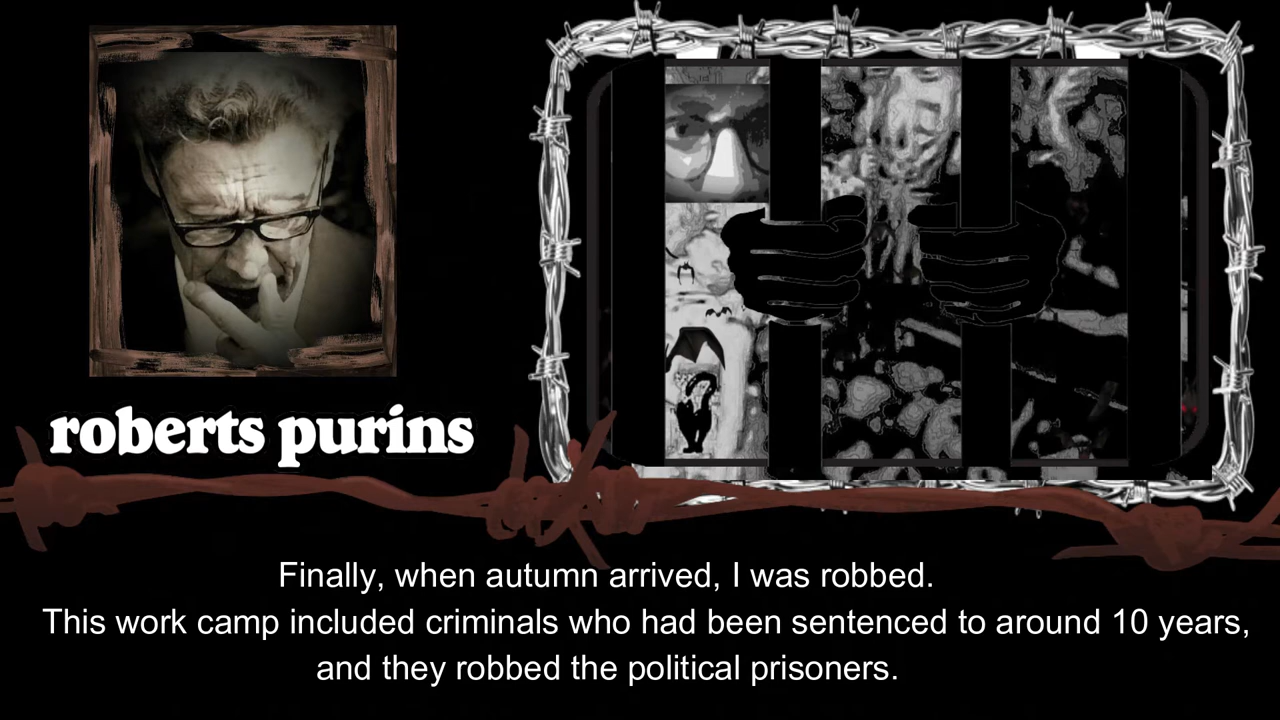 roberts purins
Finally, when autumn arrived, I was robbed.
This work camp included criminals who had been sentenced to around 10 years,
and they robbed the political prisoners.